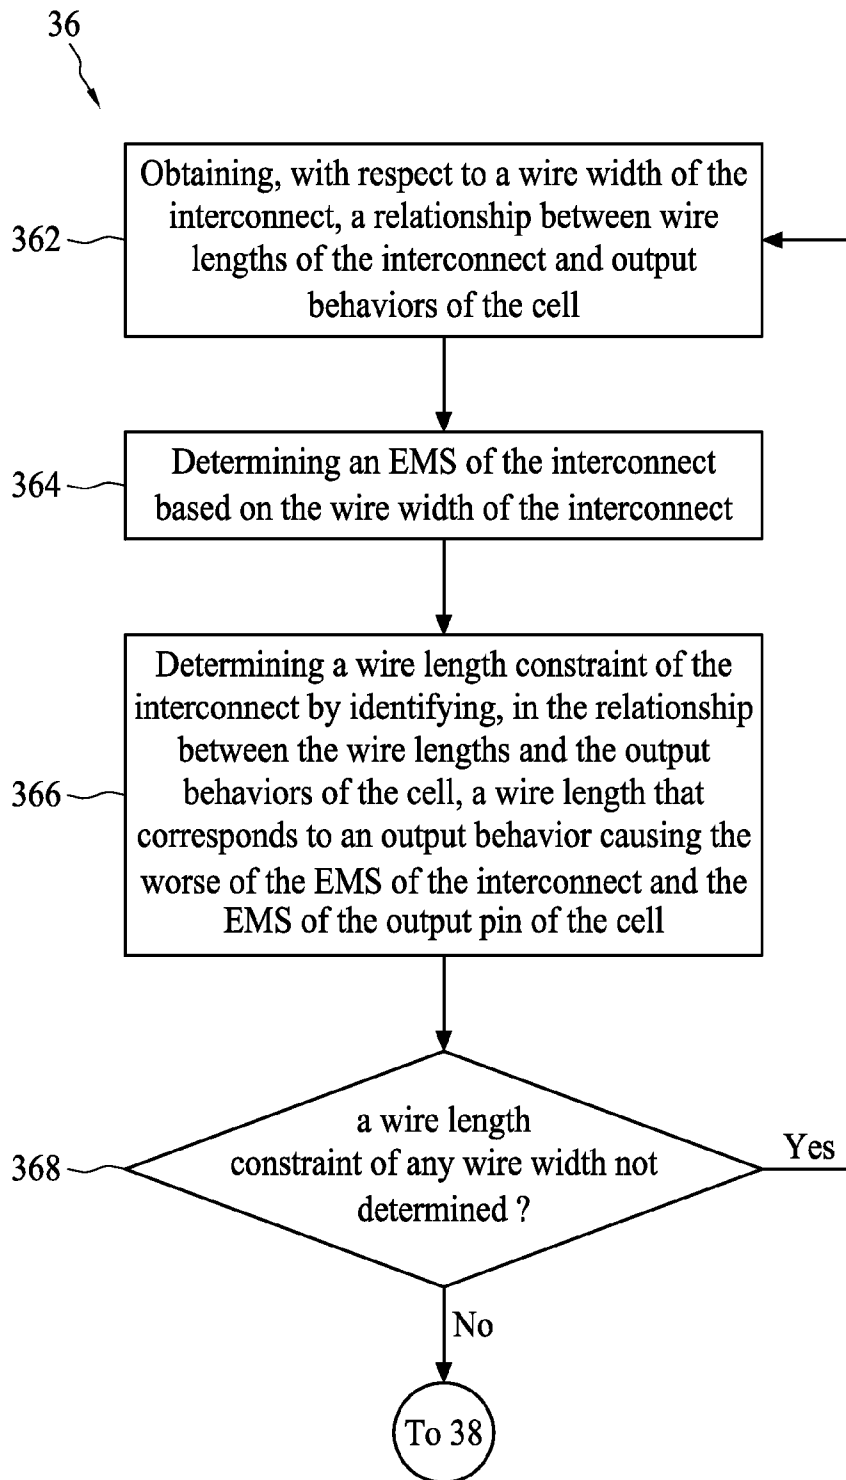 36
Obtaining, with respect to a wire width of the
interconnect, a relationship between wire
lengths of the interconnect and output
behaviors of the cell
362
Determining an EMS of the interconnect
based on the wire width of the interconnect
364
Determining a wire length constraint of the
interconnect by identifying, in the relationship
between the wire lengths and the output
behaviors of the cell, a wire length that
corresponds to an output behavior causing the
worse of the EMS of the interconnect and the
EMS of the output pin of the cell
366
a wire length
constraint of any wire width not
determined ?
368
Yes
No
To 38